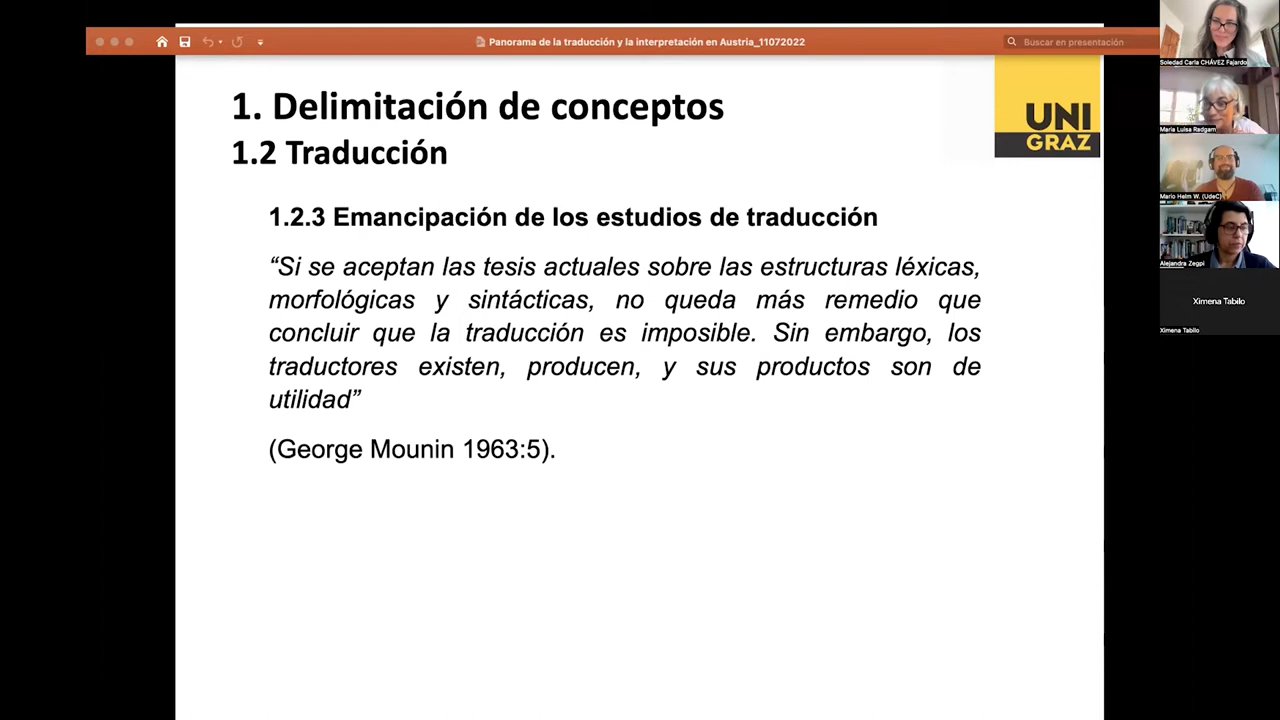 Panorama de la traducción y la interpretación en Austria_11072022
Buscar en presentación
1. Delimitación de conceptos
1.2 Traducción
UNI
GRAZ
1.2.3 Emancipación de los estudios de traducción
“Si se aceptan las tesis actuales sobre las estructuras léxicas,
morfológicas y sintácticas, no queda más remedio que
concluir que la traducción es imposible. Sin embargo, los
traductores existen, producen, y sus productos son de
utilidad”
(George Mounin 1963:5).
Soledad Carla CHÁVEZ Fajardo
María Luisa Redgam
Mario Helm W. (UdeC)
Alejandra Zegpi
Ximena Tabilo
Ximena Tabilo